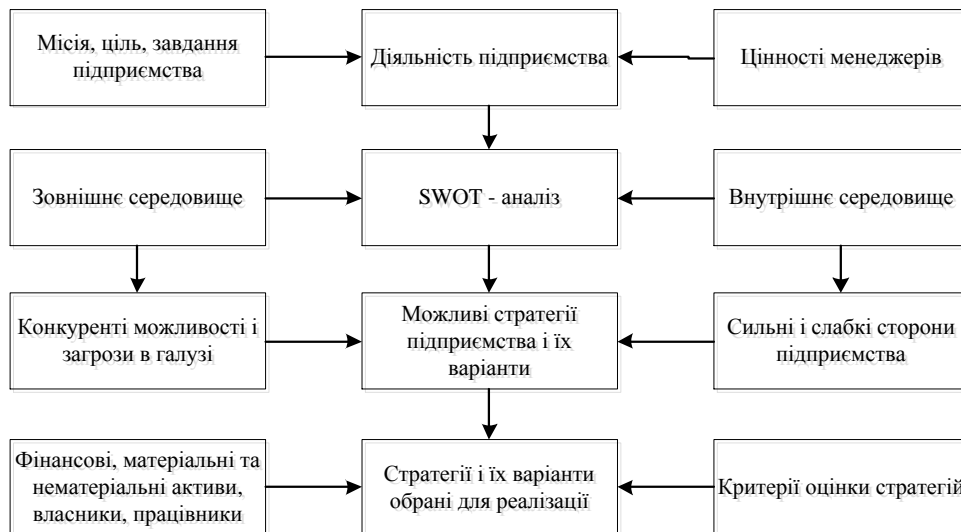 Місія, ціль, завдання
підприємства
Діяльність підприємства
Цінності менеджерів
Зовнішнє середовище
SWOT - аналіз
Внутрішнє середовище
Конкуренті можливості і
загрози в галузі
Можливі стратегії
підприємства і їх
варіанти
Сильні і слабкі сторони
підприємства
Фінансові, матеріальні та
нематеріальні активи,
власники, працівники
Стратегії і їх варіанти
обрані для реалізації
Критерії оцінки стратегій